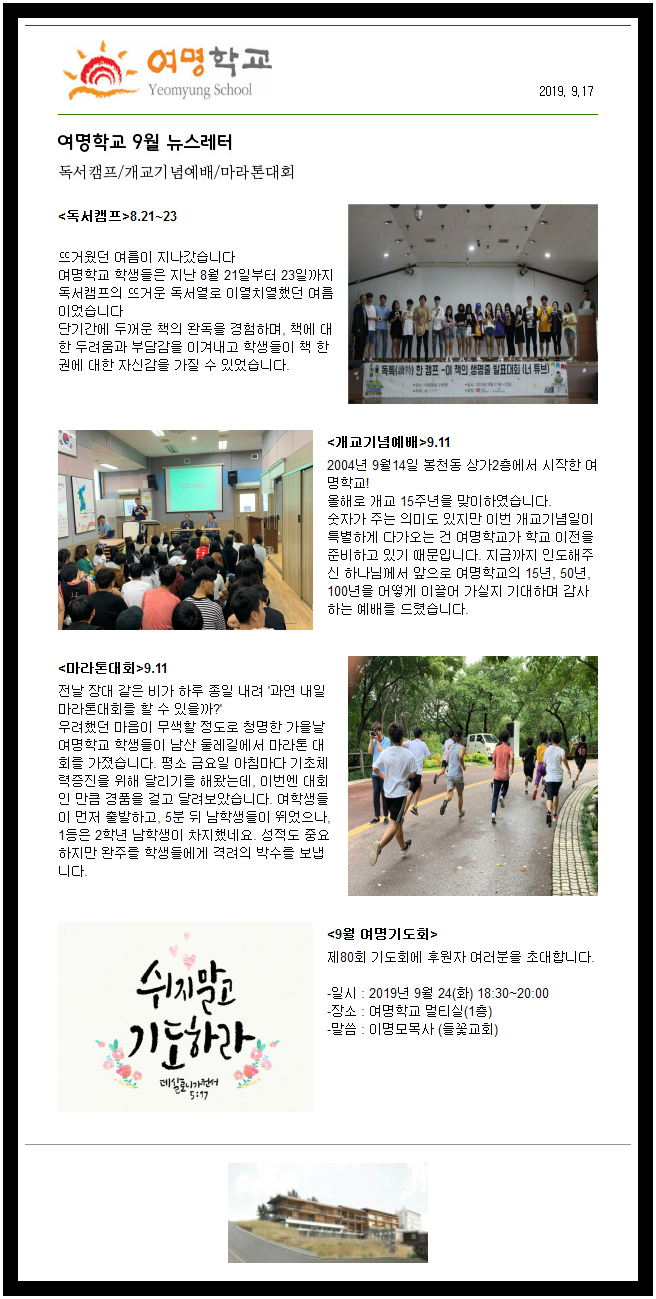 여명학교
Yeomyung School
2019. 9.17
여명학교 9월 뉴스레터
독서캠프/개교기념예배/마라톤대회
<독서캠프>8.21~23
뜨거웠던 여름이 지나갔습니다
여명학교 학생들은 지난 8월 21일부터 23일까지
독서캠프의 뜨거운 독서열로 이열치열했던 여름
이었습니다
단기간에 두꺼운 책의 완독을 경험하며, 책에 대
한 두려움과 부담감을 이겨내고 학생들이 책 한
권에 대한 자신감을 가질 수 있었습니다.
한 캠프 -이 책의 생명줄 발표대회 (너 튜브)
<개교기념예배>9.11
2004년 9월14일 봉천동 상가2층에서 시작한 여
명학교!
올해로 개교 15주년을 맞이하였습니다.
숫자가 주는 의미도 있지만 이번 개교기념일이
특별하게 다가오는 건 여명학교가 학교 이전을
준비하고 있기 때문입니다. 지금까지 인도해주
신 하나님께서 앞으로 여명학교의 15년, 50년,
100년을 어떻게 이끌어 가실지 기대하며 감사
하는 예배를 드렸습니다.
<마라톤대회>9.11
전날 장대 같은 비가 하루 종일 내려 '과연 내일
마라톤대회를 할 수 있을까?'
우려했던 마음이 무색할 정도로 청명한 가을날
여명학교 학생들이 남산 둘레길에서 마라톤 대
회를 가졌습니다. 평소 금요일 아침마다 기초체
력증진을 위해 달리기를 해왔는데, 이번엔 대회
인 만큼 경품을 걸고 달려보았습니다. 여학생들
이 먼저 출발하고, 5분 뒤 남학생들이 뛰었으나,
1등은 2학년 남학생이 차지했네요. 성적도 중요
하지만 완주를 학생들에게 격려의 박수를 보냅
니다.
쉬지말고
기도하라
데살로니가전서
5:17
<9월 여명기도회>
제80회 기도회에 후원자 여러분을 초대합니다.
-일시 : 2019년 9월 24(화) 18:30~20:00
-장소 : 여명학교 멀티실(1층)
-말씀 : 이명모목사 (들꽃교회)